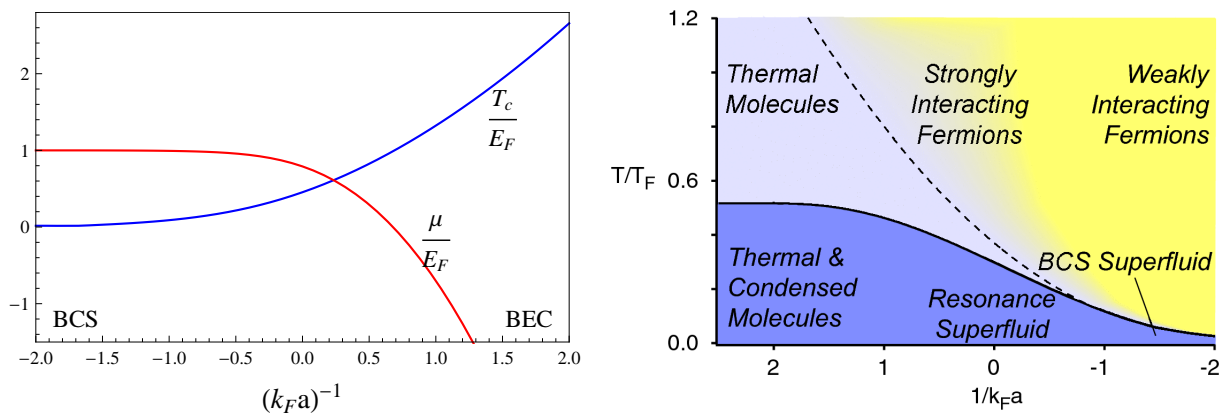 2
1
0
−1
T_c
E_F
μ
E_F
BCS
BEC
−2.0 −1.5 −1.0 −0.5 0.0 0.5 1.0 1.5 2.0
(k_F a)^−1
1.2
0.6
0.0
T/T_F
Thermal
Molecules
Strongly
Interacting
Fermions
Weakly
Interacting
Fermions
BCS Superfluid
Thermal &
Condensed
Molecules
Resonance
Superfluid
2 1 0 -1 -2
1/k_Fa